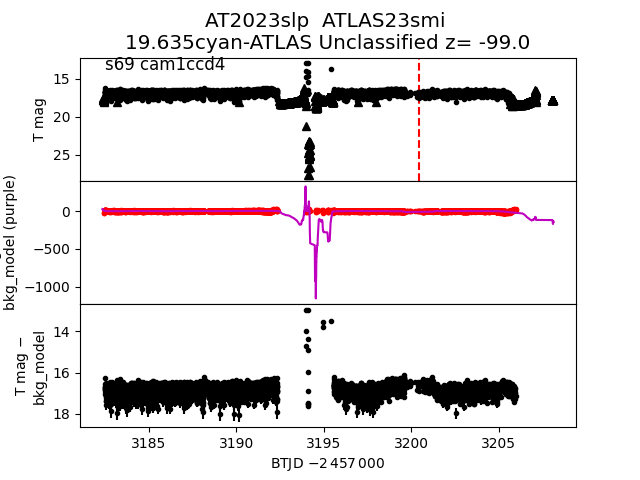 AT2023slp  ATLAS23smi
19.635cyan-ATLAS Unclassified z= -99.0
s69 cam1ccd4
T mag
15
20
25
bkg_model (purple)
0
−500
−1000
T mag −
bkg_model
14
16
18
3185 3190 3195 3200 3205
BTJD −2 457 000